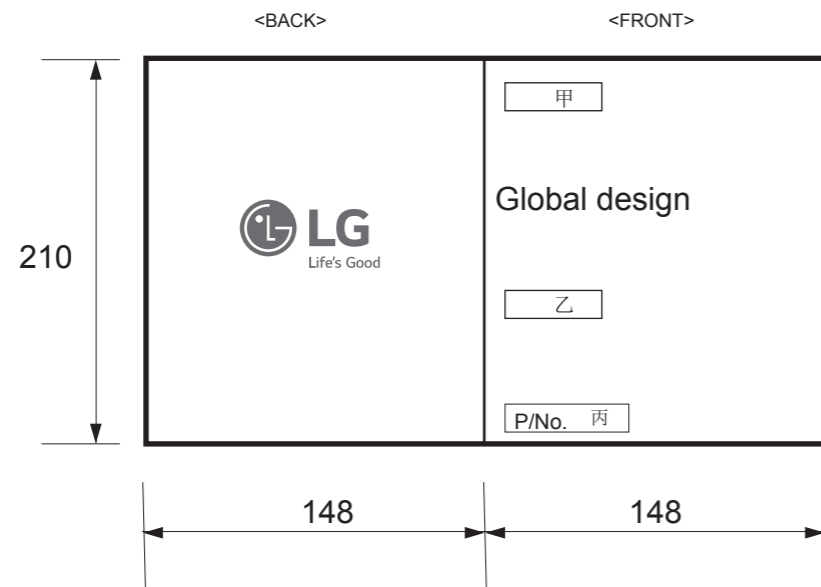 <BACK>
<FRONT>
甲
Global design
LG
Life's Good
210
乙
P/No. 丙
148
148